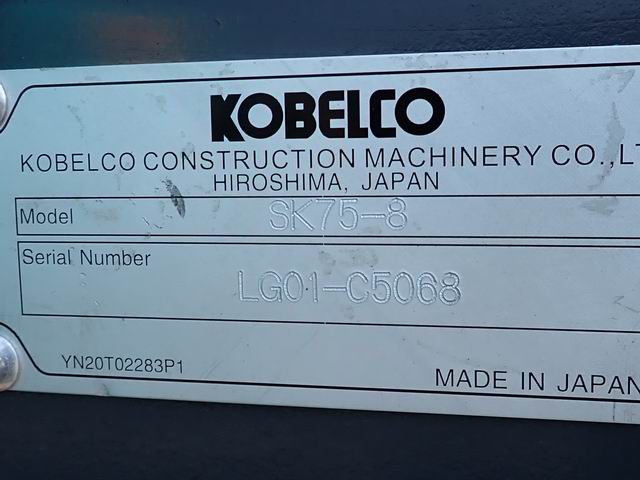 KOBELCO
KOBELCO CONSTRUCTION MACHINERY CO.,LT
HIROSHIMA, JAPAN
Model SK75-8
Serial Number
LG01-C5068
YN20T02283P1
MADE IN JAPAN